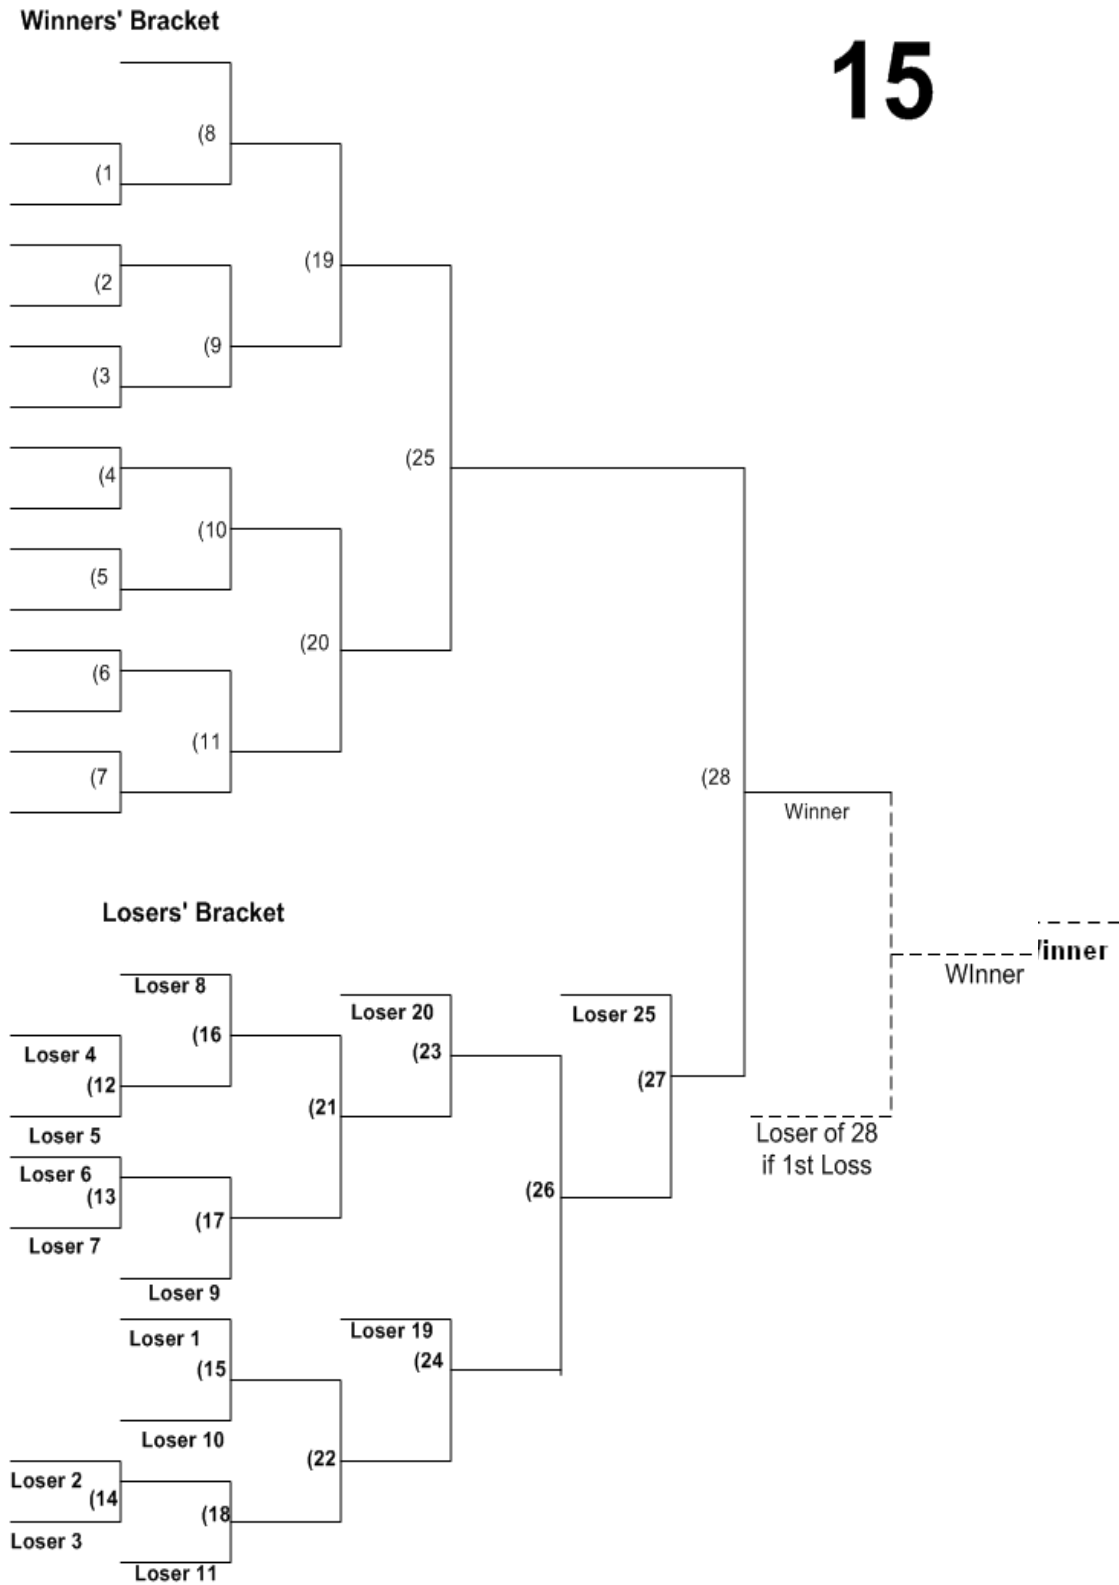 Winners' Bracket
15
(8
(1
(19
(2
(9
(3
(25
(4
(10
(5
(20
(6
(11
(7
(28
Winner
Losers' Bracket
Winner
/inner
Loser 8
(16
Loser 4
(12
Loser 5
Loser 20
(23
Loser 25
(27
(21
Loser of 28
if 1st Loss
Loser 6
(13
Loser 7
(17
Loser 9
(26
Loser 1
(15
Loser 10
Loser 19
(24
(22
Loser 2
(14
Loser 3
(18
Loser 11